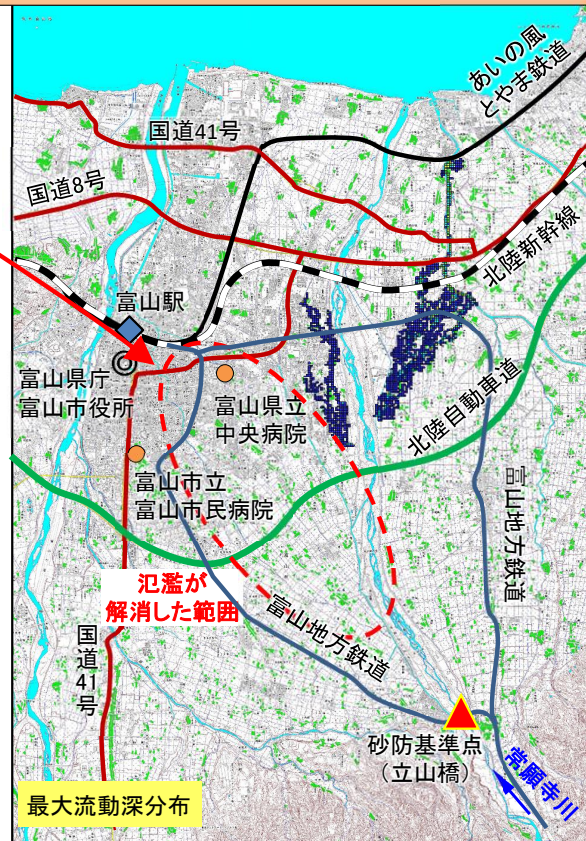 あいの風
とやま鉄道
国道41号
国道8号
北陸新幹線
富山駅
富山県庁
富山市役所
富山県立
中央病院
北陸自動車道
富山市立
富山市民病院
富山地方鉄道
氾濫が
解消した範囲
富山地方鉄道
国道
41
号
砂防基準点
(立山橋)
常願寺川
最大流動深分布